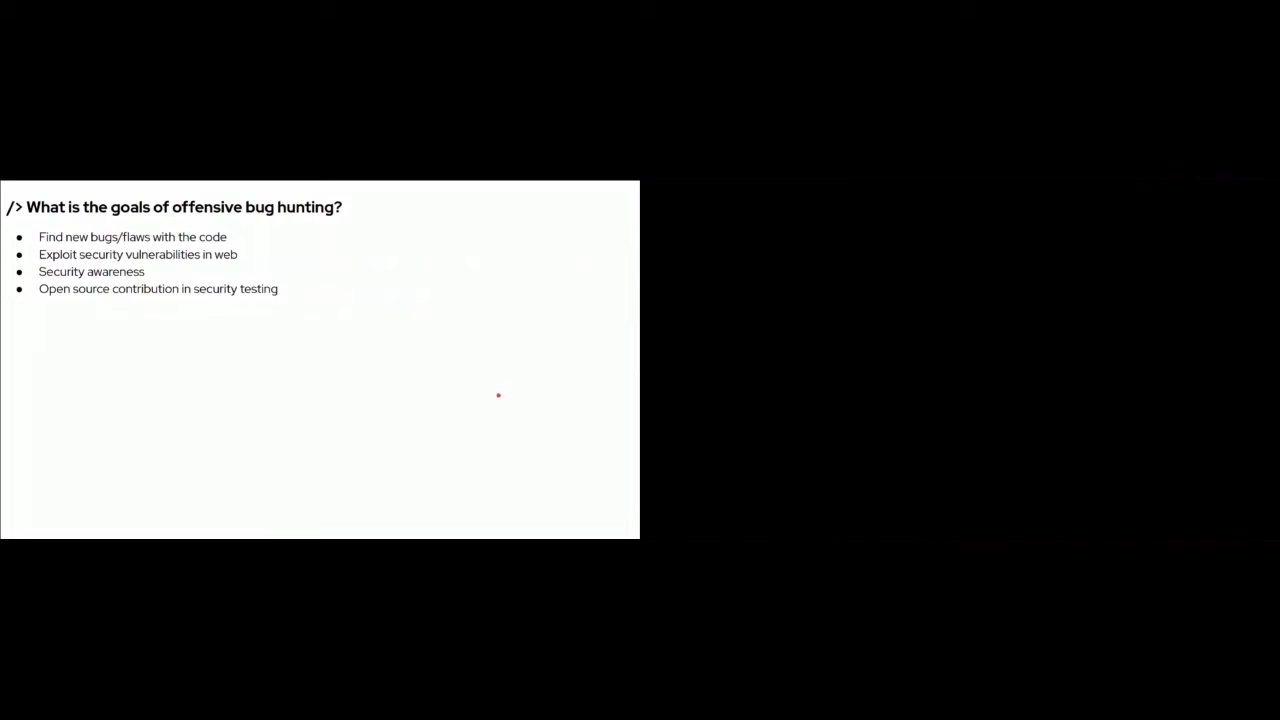 /> What is the goals of offensive bug hunting?
● Find new bugs/flaws with the code
● Exploit security vulnerabilities in web
● Security awareness
● Open source contribution in security testing